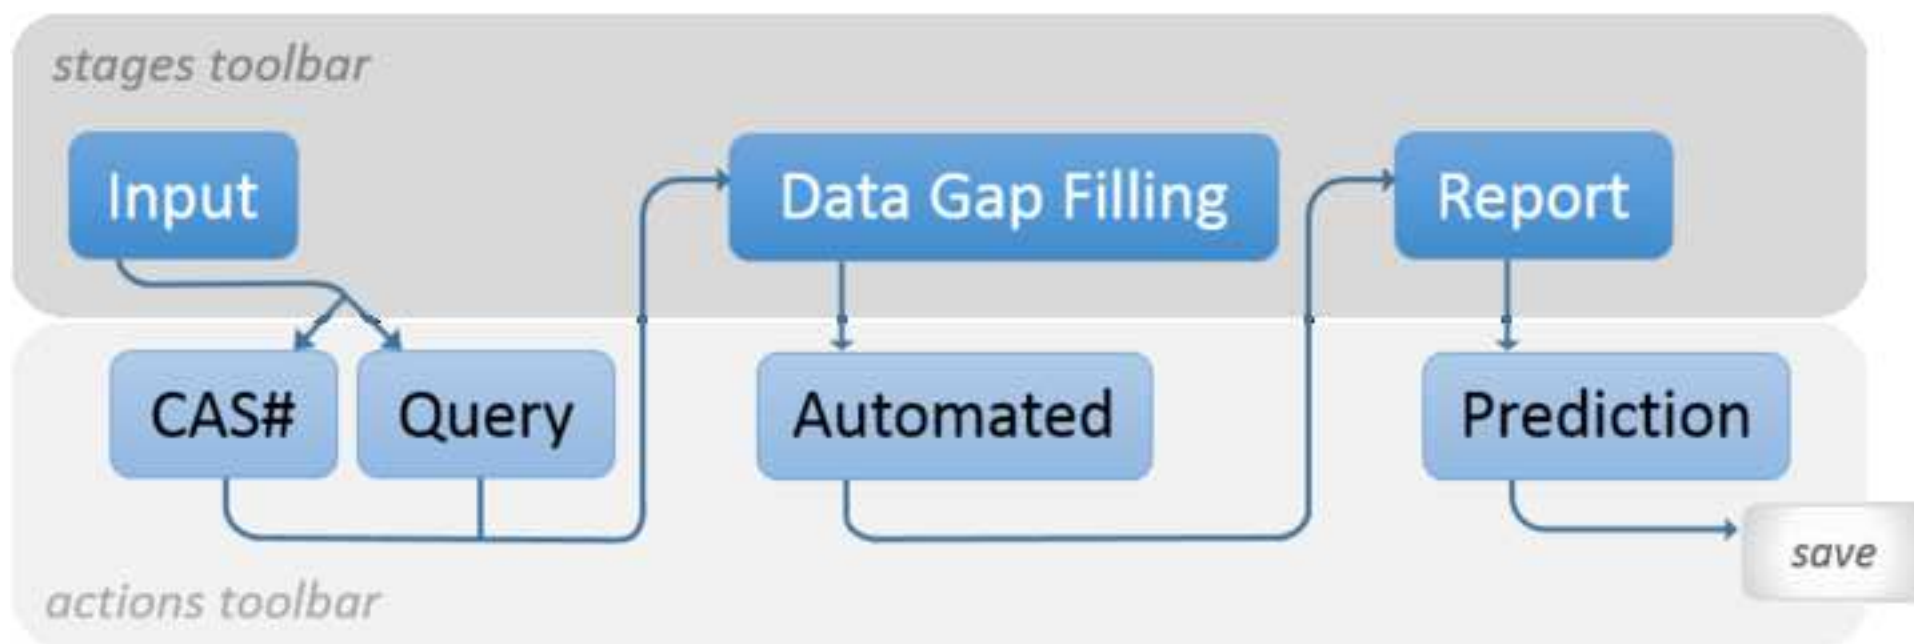 stages toolbar
Input
Data Gap Filling
Report
CAS#
Query
Automated
Prediction
save
actions toolbar